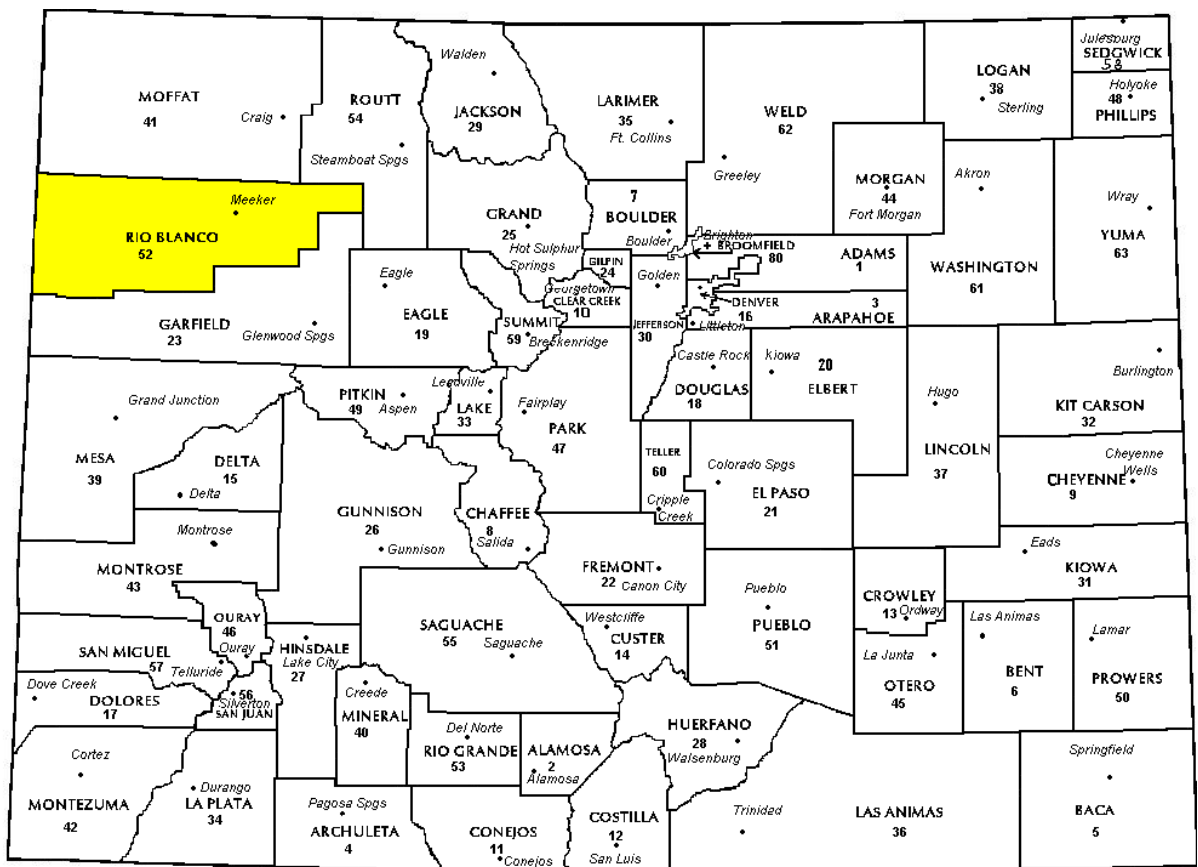 MOFFAT
41
Craig
ROUTT
54
Steamboat Spgs
Walden
JACKSON
29
LARIMER
35
Ft. Collins
WELD
62
Greeley
LOGAN
38
Sterling
Julesburg
SEDGWICK
58
Holyoke
48
PHILLIPS
MORGAN
44
Fort Morgan
Akron
WASHINGTON
61
Wray
YUMA
63
Meeker
RIO BLANCO
52
GRAND
25
Hot Sulphur
Springs
7
BOULDER
Boulder
Brighton
+ BROOMFIELD
80
ADAMS
1
GILPIN
24
Georgetown
CLEAR CREEK
10
Golden
JEFFERSON
30
DENVER
16
Littleton
3
ARAPAHOE
GARFIELD
23
Glenwood Spgs
Eagle
EAGLE
19
SUMMIT
59
Breckenridge
Castle Rock
DOUGLAS
18
kiowa
20
ELBERT
Hugo
LINCOLN
37
Burlington
KIT CARSON
32
Cheyenne
Wells
CHEYENNE
9
Grand Junction
MESA
39
PITKIN
49
Aspen
Leadville
LAKE
33
Fairplay
PARK
47
TELLER
60
Cripple
Creek
Colorado Spgs
EL PASO
21
DELTA
15
Delta
GUNNISON
26
Gunnison
CHAFFEE
8
Salida
Montrose
MONTROSE
43
FREMONT
22
Canon City
Pueblo
PUEBLO
51
CROWLEY
13
Ordway
Eads
KIOWA
31
OURAY
46
Ouray
SAN MIGUEL
57
Telluride
HINSDALE
Lake City
27
SAGUACHE
55
Saguache
Westcliffe
CUSTER
14
La Junta
OTERO
45
Las Animas
BENT
6
Lamar
PROWERS
50
Dove Creek
DOLORES
17
56
Silverton
SAN JUAN
Creede
MINERAL
40
Del Norte
RIO GRANDE
53
ALAMOSA
2
Alamosa
HUERFANO
28
Walsenburg
Cortez
MONTEZUMA
42
Durango
LA PLATA
34
Pagosa Spgs
ARCHULETA
4
CONEJOS
11
Conejos
COSTILLA
12
San Luis
Trinidad
LAS ANIMAS
36
Springfield
BACA
5